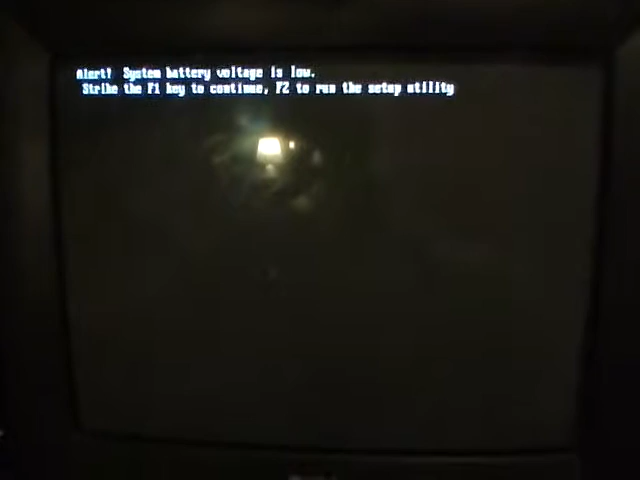 Alert! System battery voltage is low.
Strike the F1 key to continue, F2 to run the setup utility